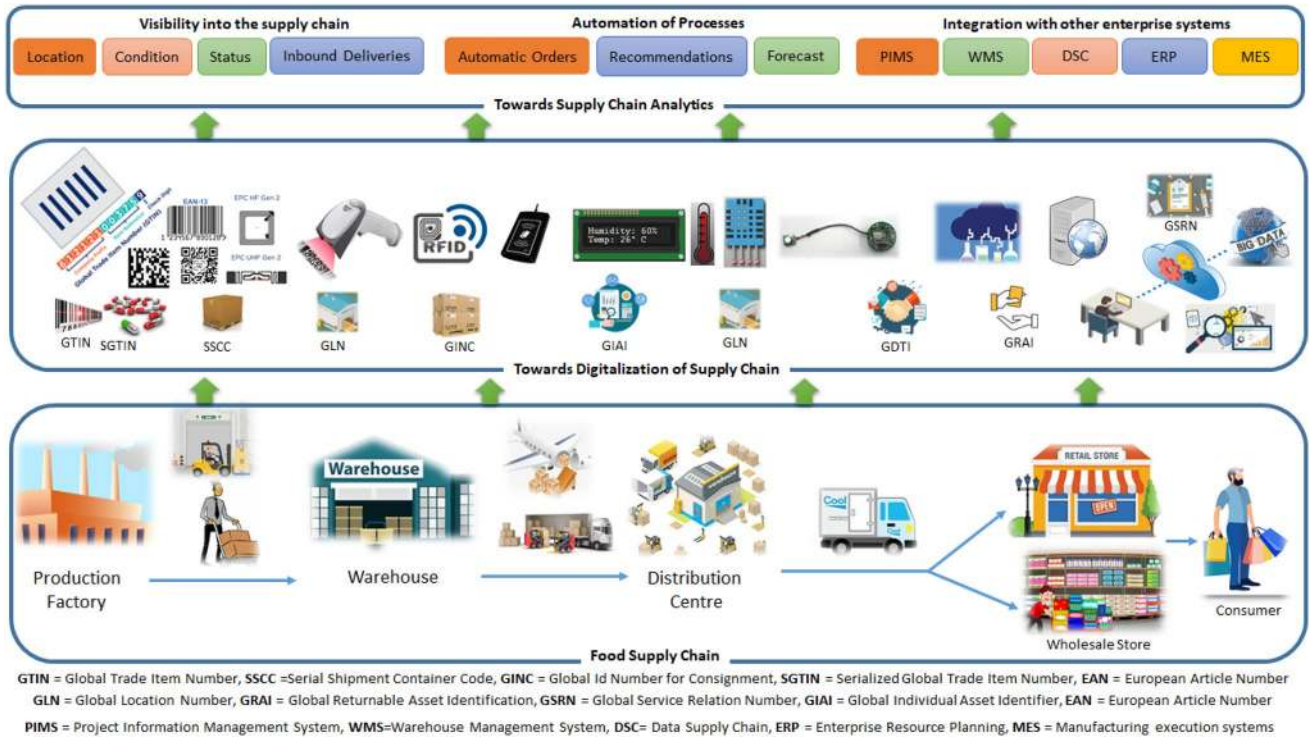 Visibility into the supply chain
Automation of Processes
Integration with other enterprise systems
Location
Condition
Status
Inbound Deliveries
Automatic Orders
Recommendations
Forecast
PIMS
WMS
DSC
ERP
MES
Towards Supply Chain Analytics
Check Digit
Global Trade Item Number (GTIN)
EAN-13
EPC HF Gen 2
EPC UHF Gen 2
RFID
Humidity: 60%
Temp: 26° C
GSRN
BIG DATA
GTIN
SGTIN
SSCC
GLN
GINC
GIAI
GLN
GDTI
GRAI
Towards Digitalization of Supply Chain
Warehouse
Cool
RETAIL STORE
OPEN
Production
Factory
Warehouse
Distribution
Centre
Wholesale Store
Consumer
Food Supply Chain
GTIN = Global Trade Item Number, SSCC =Serial Shipment Container Code, GINC = Global Id Number for Consignment, SGTIN = Serialized Global Trade Item Number, EAN = European Article Number
GLN = Global Location Number, GRAI = Global Returnable Asset Identification, GSRN = Global Service Relation Number, GIAI = Global Individual Asset Identifier, EAN = European Article Number
PIMS = Project Information Management System, WMS=Warehouse Management System, DSC= Data Supply Chain, ERP = Enterprise Resource Planning, MES = Manufacturing execution systems